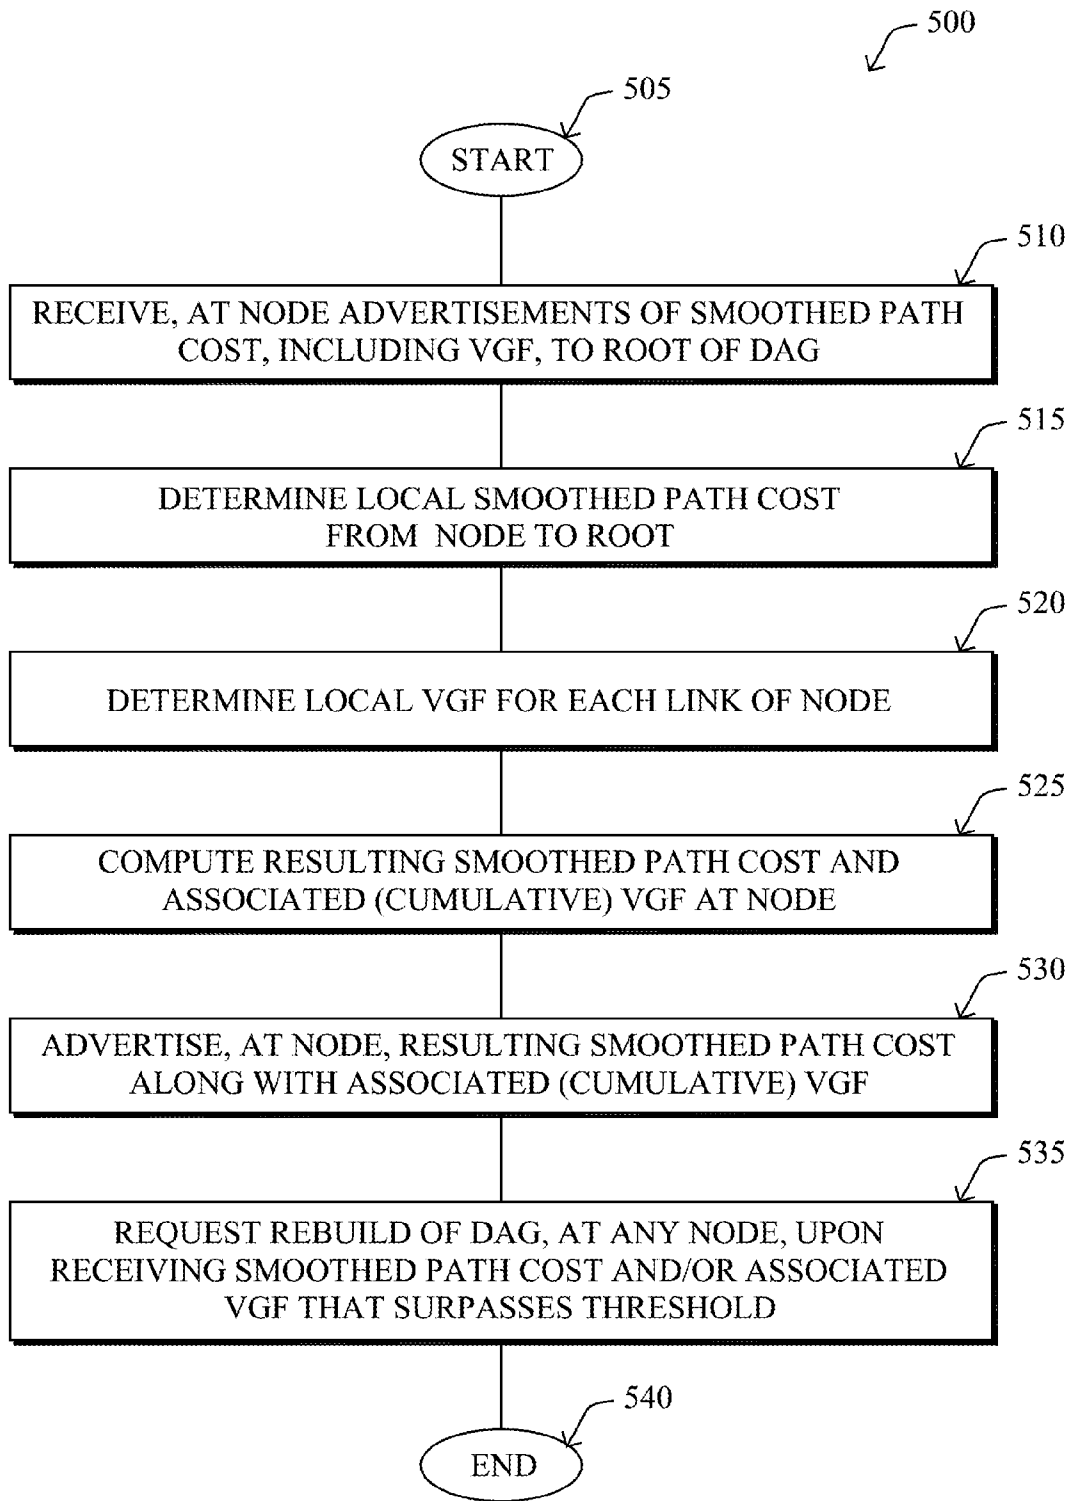 500
505
START
510
RECEIVE, AT NODE ADVERTISEMENTS OF SMOOTHED PATH
COST, INCLUDING VGF, TO ROOT OF DAG
515
DETERMINE LOCAL SMOOTHED PATH COST
FROM NODE TO ROOT
520
DETERMINE LOCAL VGF FOR EACH LINK OF NODE
525
COMPUTE RESULTING SMOOTHED PATH COST AND
ASSOCIATED (CUMULATIVE) VGF AT NODE
530
ADVERTISE, AT NODE, RESULTING SMOOTHED PATH COST
ALONG WITH ASSOCIATED (CUMULATIVE) VGF
535
REQUEST REBUILD OF DAG, AT ANY NODE, UPON
RECEIVING SMOOTHED PATH COST AND/OR ASSOCIATED
VGF THAT SURPASSES THRESHOLD
540
END